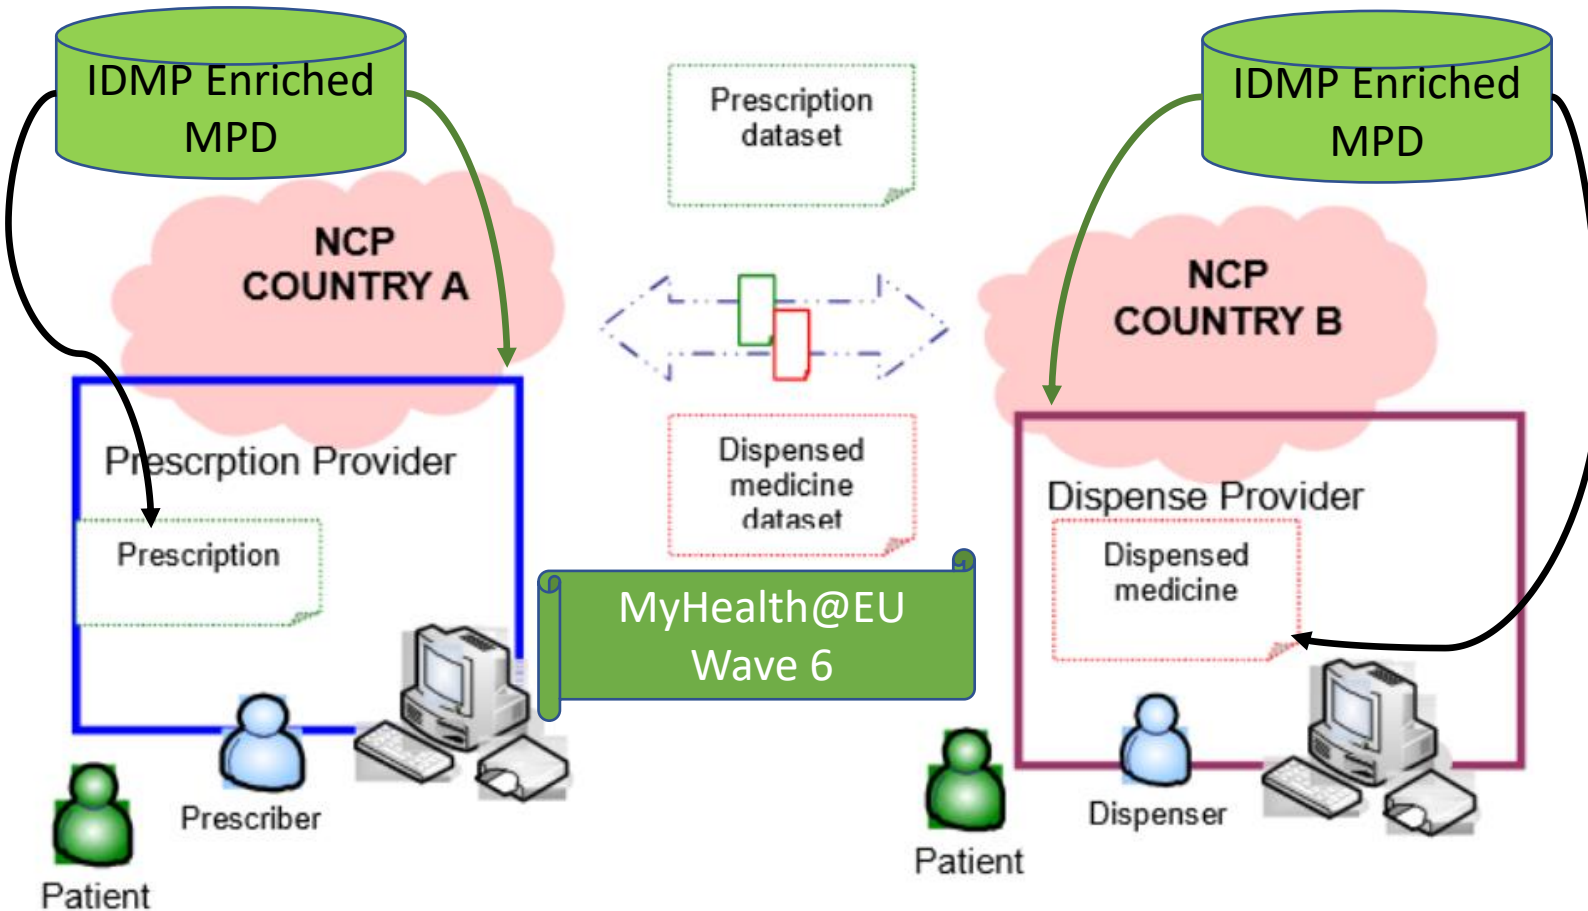 IDMP Enriched
MPD
IDMP Enriched
MPD
Prescription
dataset
NCP
COUNTRY A
NCP
COUNTRY B
Dispensed
medicine
dataset
Prescrption Provider
Prescription
Dispense Provider
Dispensed
medicine
MyHealth@EU
Wave 6
Prescriber
Patient
Dispenser
Patient